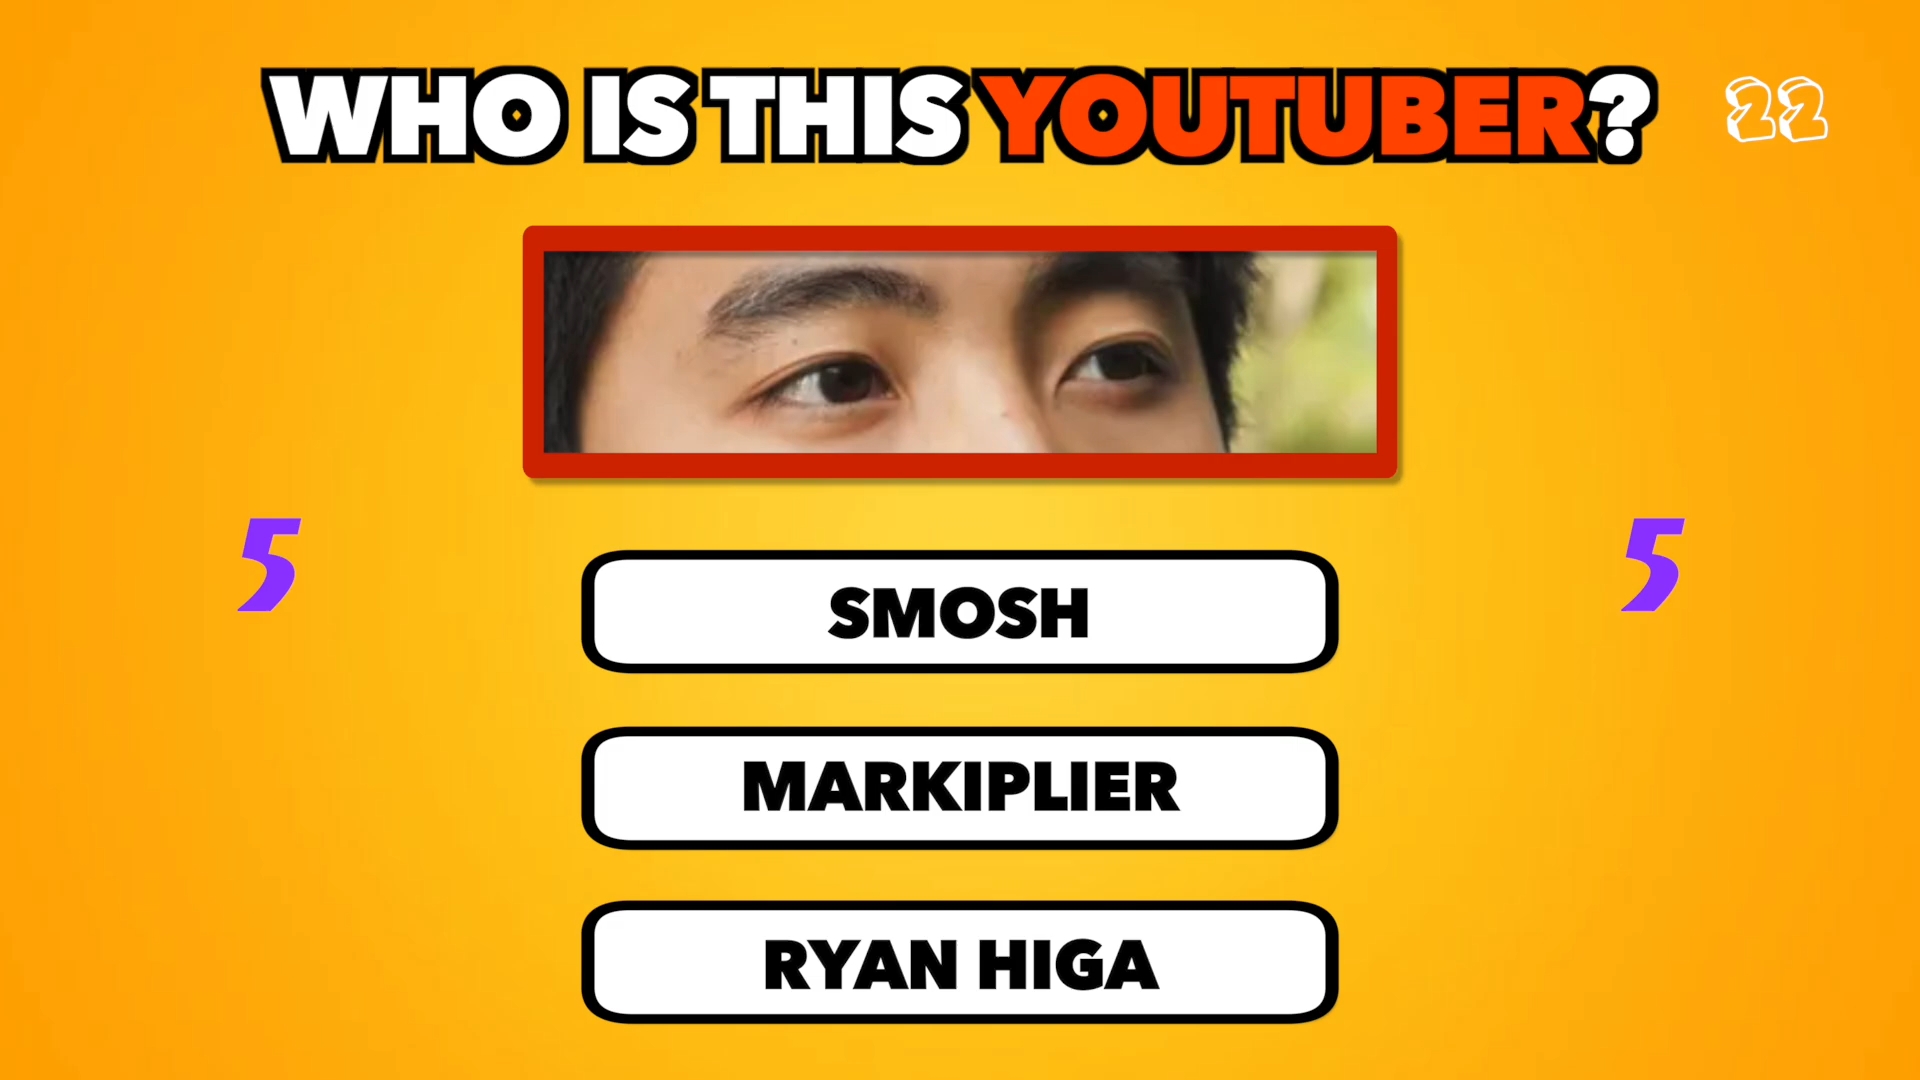 WHO IS THIS YOUTUBER?
22
5 5
SMOSH
MARKIPLIER
RYAN HIGA